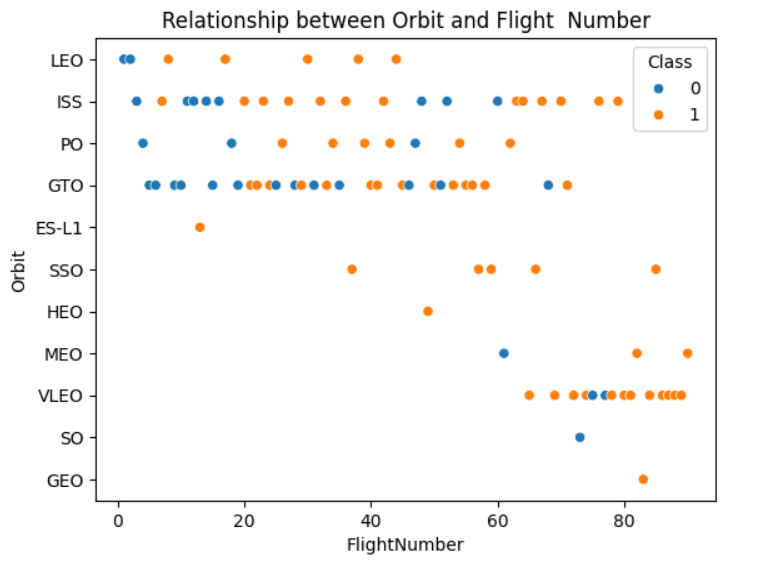 Relationship between Orbit and Flight  Number
Class
0
1
LEO
ISS
PO
GTO
ES-L1
SSO
HEO
MEO
VLEO
SO
GEO
Orbit
0 20 40 60 80
FlightNumber